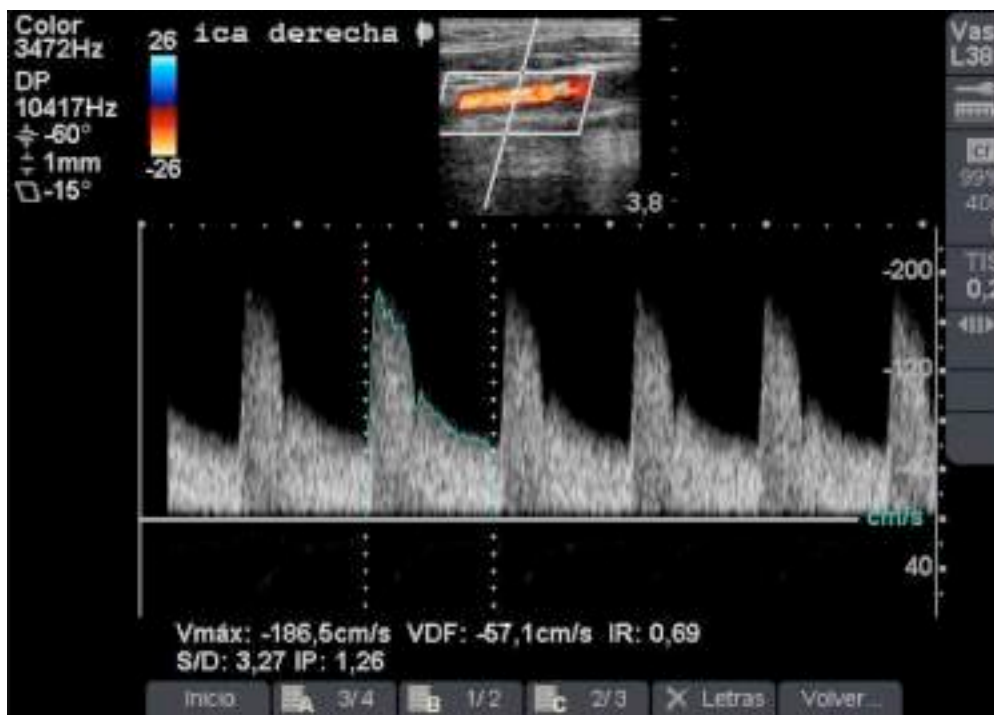 Color
3472Hz
DP
10417Hz
-60°
1mm
-15°
26
-26
ica derecha
3,8
Vas
L38
-200
-120
cm/s
40
Vmáx: -186,5cm/s VDF: -57,1cm/s IR: 0,69
S/D: 3,27 IP: 1,26
Inicio
A 3/4
B 1/2
C 2/3
Letras
Volver...